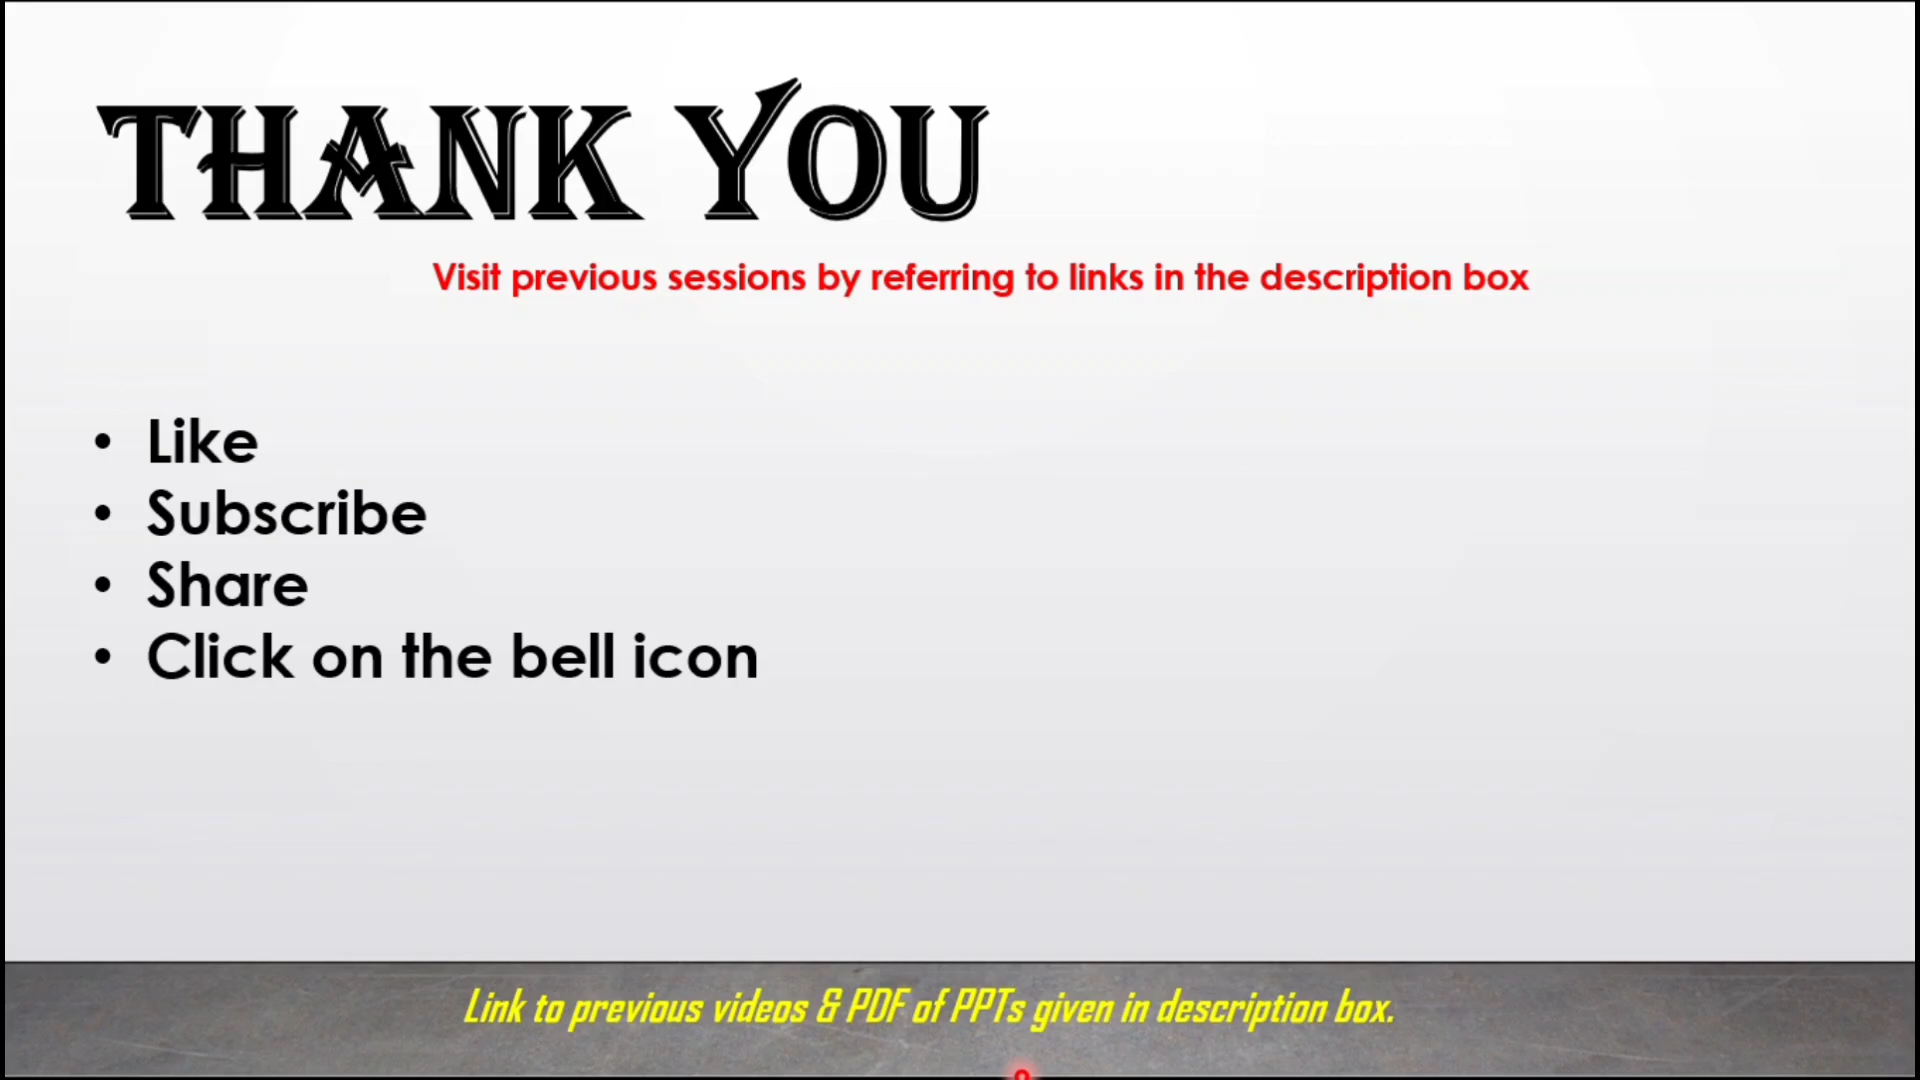 THANK YOU
Visit previous sessions by referring to links in the description box
• Like
• Subscribe
• Share
• Click on the bell icon
Link to previous videos & PDF of PPTs given in description box.